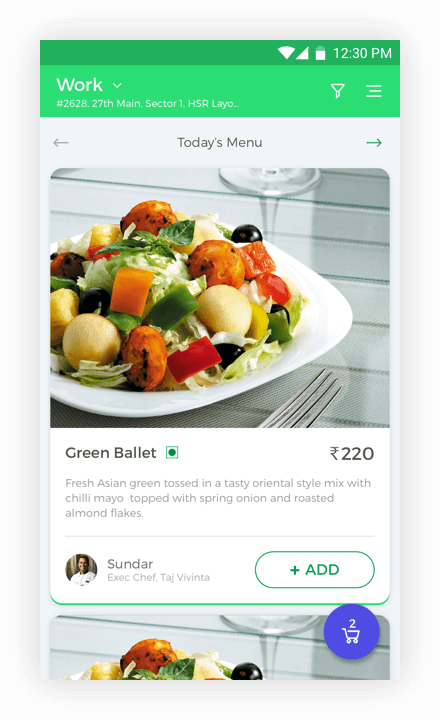 12:30 PM
Work
#2628, 27th Main, Sector 1, HSR Layo...
Today's Menu
Green Ballet ₹220
Fresh Asian green tossed in a tasty oriental style mix with
chilli mayo topped with spring onion and roasted
almond flakes.
Sundar
Exec Chef, Taj Vivinta
+ ADD
2